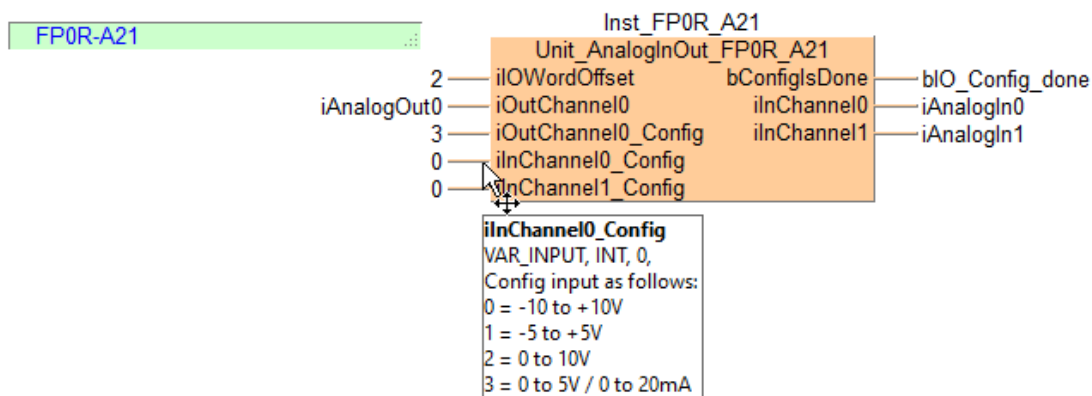 FP0R-A21
Inst_FP0R_A21
Unit_AnalogInOut_FP0R_A21
2 iIOWordOffset bConfigIsDone bIO_Config_done
iAnalogOut0 iOutChannel0 iInChannel0 iAnalogIn0
3 iOutChannel0_Config iInChannel1 iAnalogIn1
0 iInChannel0_Config
0 iInChannel1_Config
iInChannel0_Config
VAR_INPUT, INT, 0,
Config input as follows:
0 = -10 to +10V
1 = -5 to +5V
2 = 0 to 10V
3 = 0 to 5V / 0 to 20mA